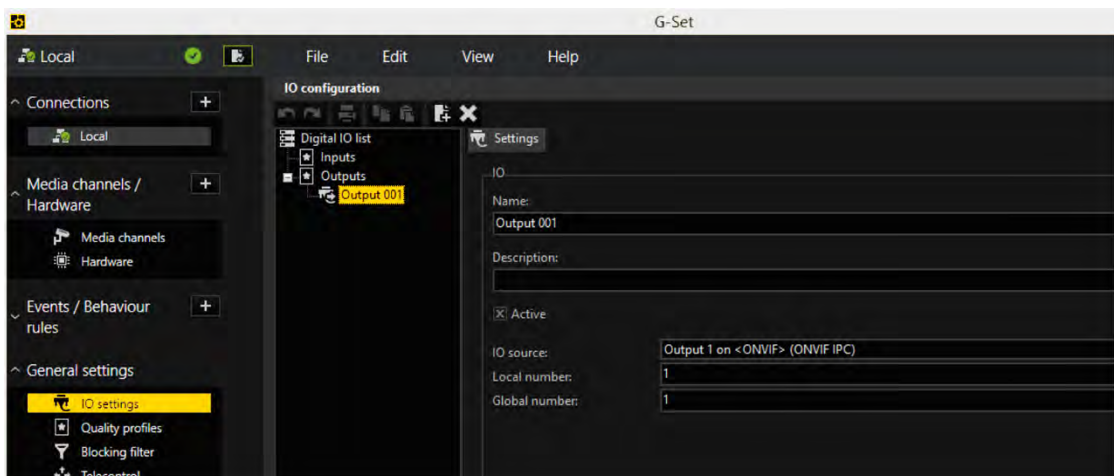 G-Set
Local
File Edit View Help
Connections
Local
Media channels /
Hardware
Media channels
Hardware
Events / Behaviour
rules
General settings
IO settings
Quality profiles
Blocking filter
Telecontrol
IO configuration
Digital IO list
Inputs
Outputs
Output 001
Settings
IO
Name:
Output 001
Description:
Active
IO source: Output 1 on <ONVIF> (ONVIF IPC)
Local number: 1
Global number: 1